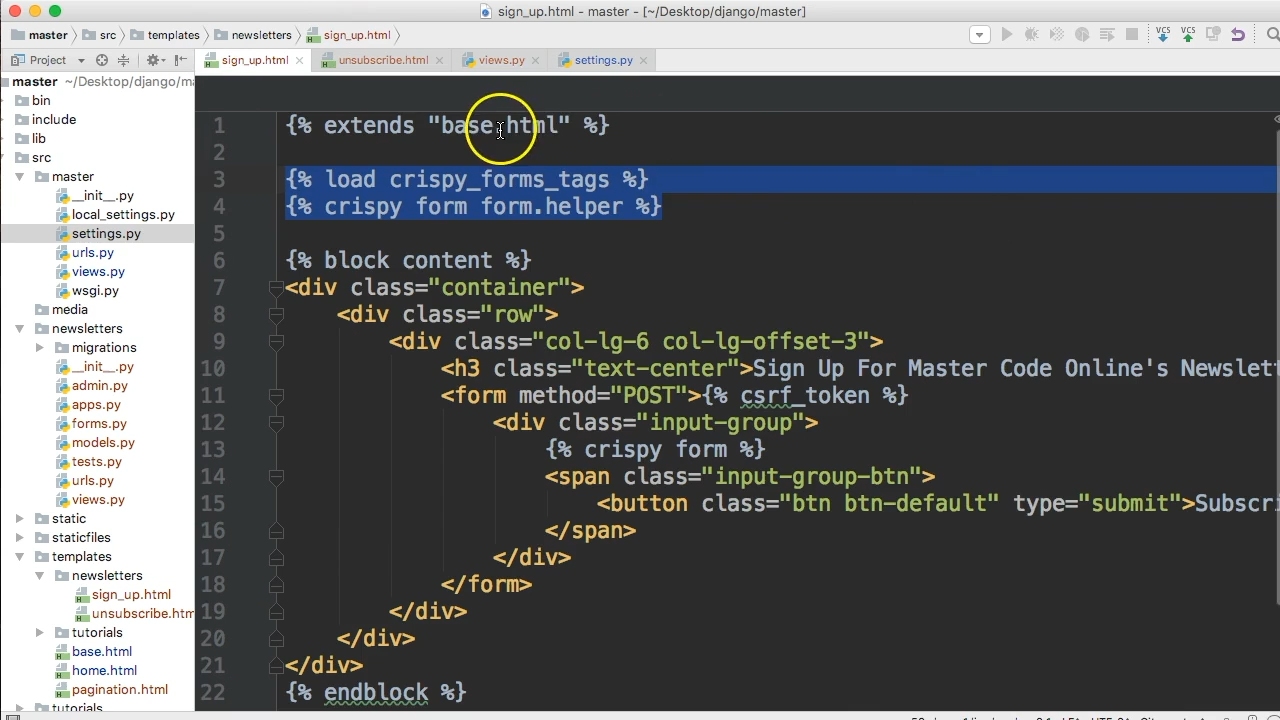 sign_up.html - master - [~/Desktop/django/master]
master src templates newsletters sign_up.html
VCS VCS
Project
sign_up.html unsubscribe.html views.py settings.py
master ~/Desktop/django/ma
bin
include
lib
src
master
__init__.py
local_settings.py
settings.py
urls.py
views.py
wsgi.py
media
newsletters
migrations
__init__.py
admin.py
apps.py
forms.py
models.py
tests.py
urls.py
views.py
static
staticfiles
templates
newsletters
sign_up.html
unsubscribe.htm
tutorials
base.html
home.html
pagination.html
tutorials
1 {% extends "base.html" %}
2
3 {% load crispy_forms_tags %}
4 {% crispy form form.helper %}
5
6 {% block content %}
7 <div class="container">
8 <div class="row">
9 <div class="col-lg-6 col-lg-offset-3">
10 <h3 class="text-center">Sign Up For Master Code Online's Newslett
11 <form method="POST">{% csrf_token %}
12 <div class="input-group">
13 {% crispy form %}
14 <span class="input-group-btn">
15 <button class="btn btn-default" type="submit">Subscri
16 </span>
17 </div>
18 </form>
19 </div>
20 </div>
21 </div>
22 {% endblock %}